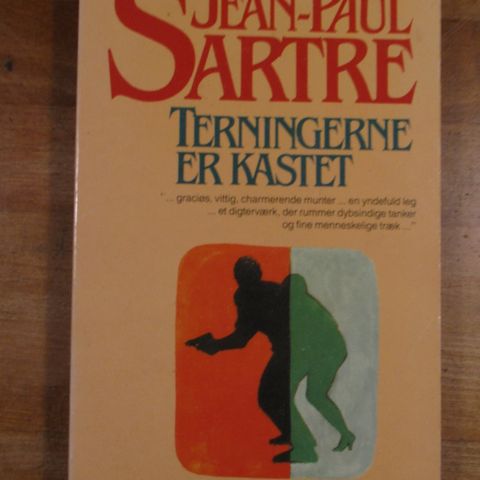 JEAN-PAUL
SARTRE
TERNINGERNE
ER KASTET
"... graciøs, vittig, charmerende munter ... en yndefuld leg
... et digterværk, der rummer dybsindige tanker
og fine menneskelige træk ..."